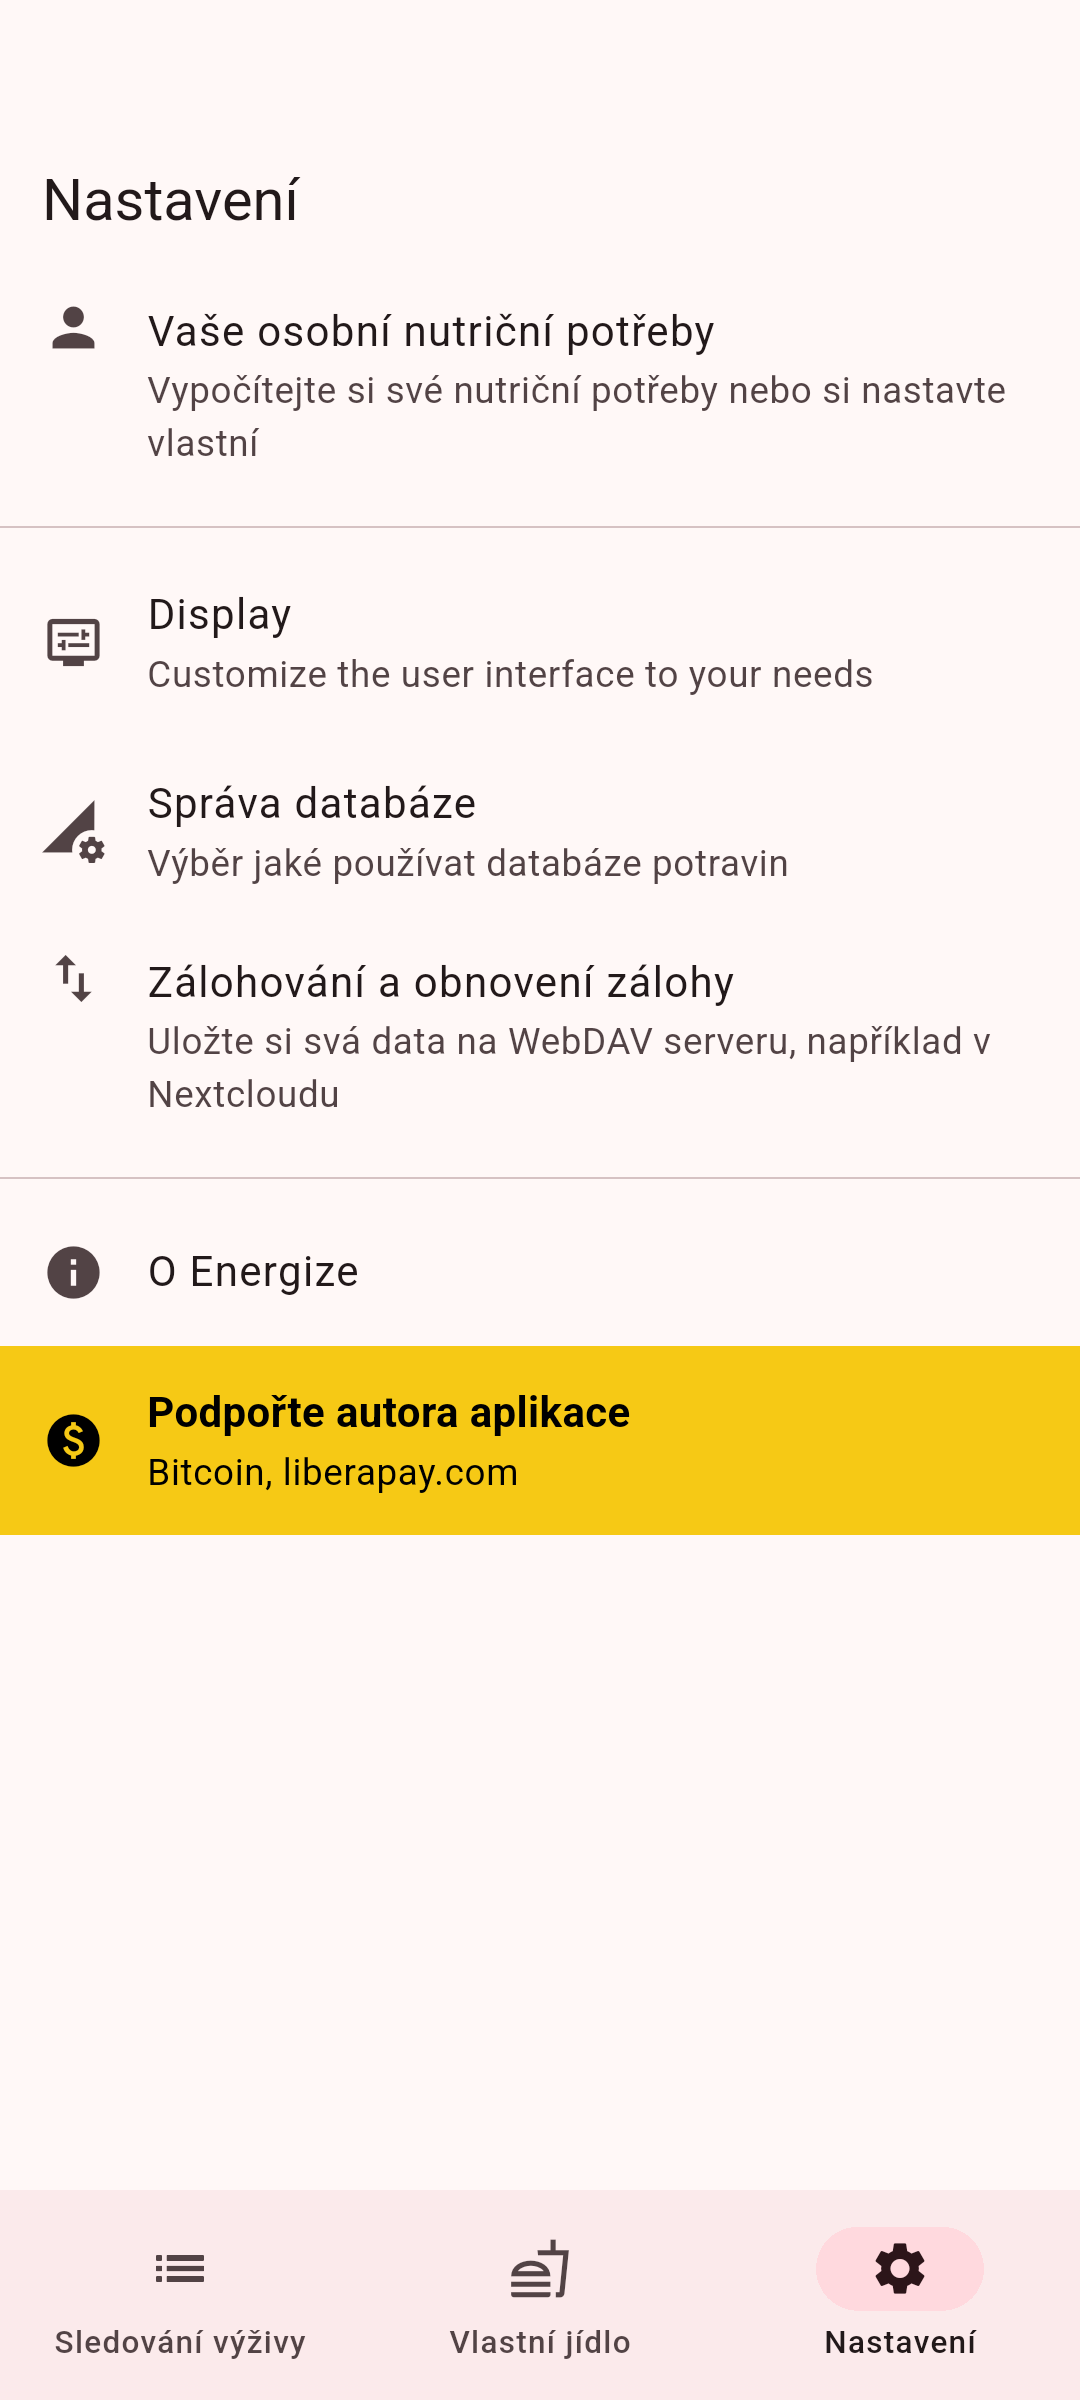 Nastavení
Vaše osobní nutriční potřeby
Vypočítejte si své nutriční potřeby nebo si nastavte
vlastní
Display
Customize the user interface to your needs
Správa databáze
Výběr jaké používat databáze potravin
Zálohování a obnovení zálohy
Uložte si svá data na WebDAV serveru, například v
Nextcloudu
O Energize
Podpořte autora aplikace
Bitcoin, liberapay.com
Sledování výživy
Vlastní jídlo
Nastavení